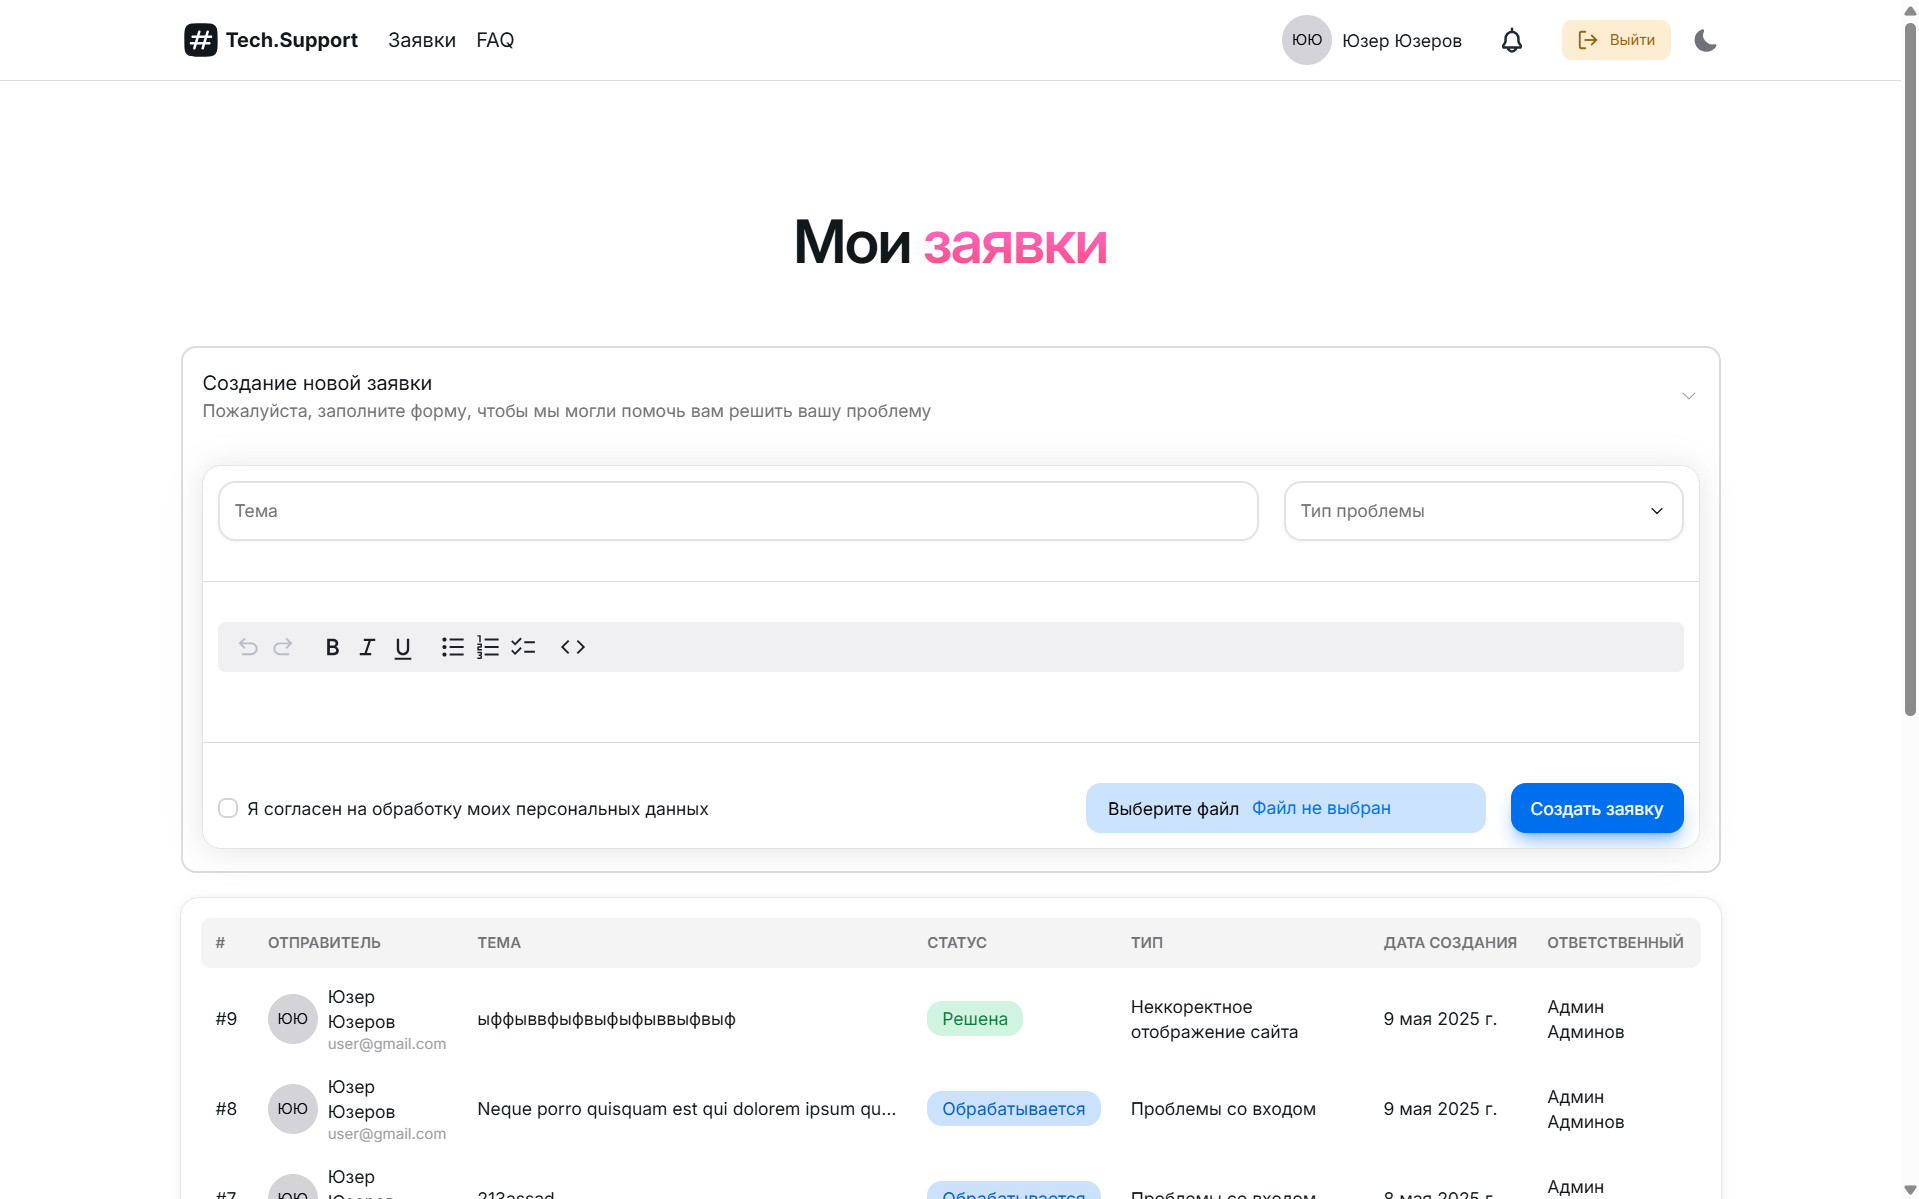 # Tech.Support Заявки FAQ ЮЮ Юзер Юзеров Выйти
Мои заявки
Создание новой заявки
Пожалуйста, заполните форму, чтобы мы могли помочь вам решить вашу проблему
Тема Тип проблемы
B I U
Я согласен на обработку моих персональных данных Выберите файл Файл не выбран Создать заявку
# ОТПРАВИТЕЛЬ ТЕМА СТАТУС ТИП ДАТА СОЗДАНИЯ ОТВЕТСТВЕННЫЙ
#9 ЮЮ Юзер Юзеров user@gmail.com ыффыввфыфвыфыфыввыфвыф Решена Неккоректное отображение сайта 9 мая 2025 г. Админ Админов
#8 ЮЮ Юзер Юзеров user@gmail.com Neque porro quisquam est qui dolorem ipsum qu... Обрабатывается Проблемы со входом 9 мая 2025 г. Админ Админов
#7 ЮЮ Юзер Юзеров 213assad Обрабатывается Проблемы со входом 8 мая 2025 г. Админ